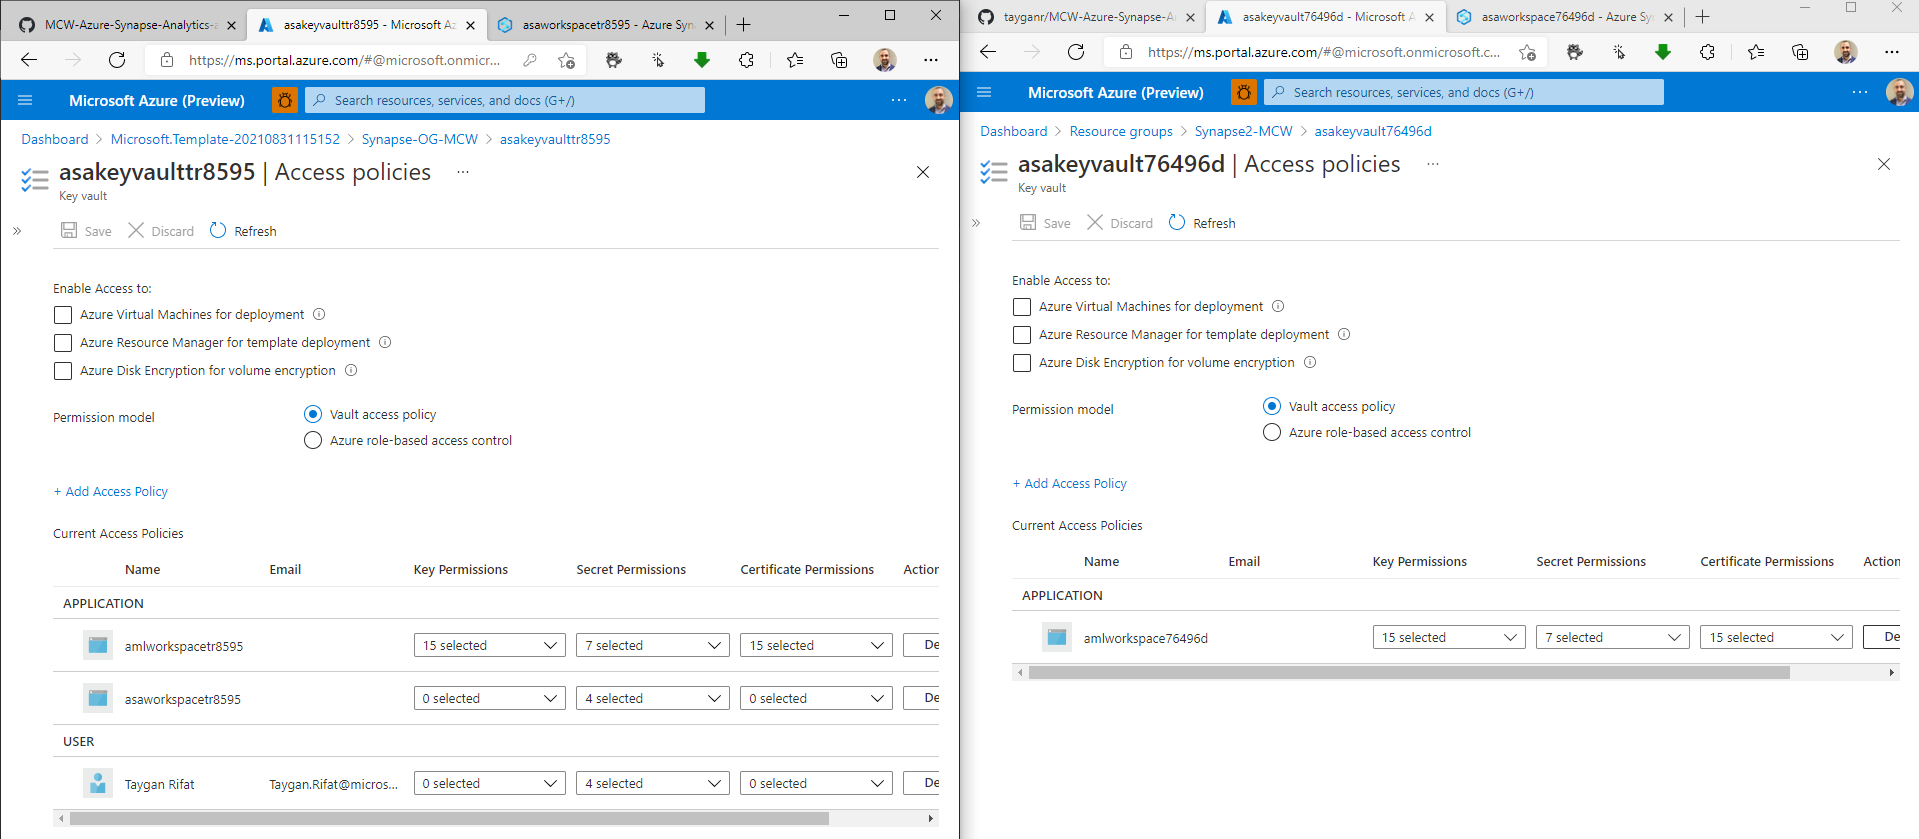 MCW-Azure-Synapse-Analytics-a
asakeyvaulttr8595 - Microsoft Az
asaworkspacetr8595 - Azure Syn
https://ms.portal.azure.com/#@microsoft.onmicr...
Microsoft Azure (Preview)
Search resources, services, and docs (G+/)
Dashboard > Microsoft.Template-20210831115152 > Synapse-OG-MCW > asakeyvaulttr8595
asakeyvaulttr8595 | Access policies ...
Key vault
Save Discard Refresh
Enable Access to:
Azure Virtual Machines for deployment
Azure Resource Manager for template deployment
Azure Disk Encryption for volume encryption
Permission model
Vault access policy
Azure role-based access control
+ Add Access Policy
Current Access Policies
Name Email Key Permissions Secret Permissions Certificate Permissions Action
APPLICATION
amlworkspacetr8595 15 selected 7 selected 15 selected De
asaworkspacetr8595 0 selected 4 selected 0 selected De
USER
Taygan Rifat Taygan.Rifat@micros... 0 selected 4 selected 0 selected De
tayganr/MCW-Azure-Synapse-A
asakeyvault76496d - Microsoft A
asaworkspace76496d - Azure Sy
https://ms.portal.azure.com/#@microsoft.onmicrosoft.c...
Microsoft Azure (Preview)
Search resources, services, and docs (G+/)
Dashboard > Resource groups > Synapse2-MCW > asakeyvault76496d
asakeyvault76496d | Access policies ...
Key vault
Save Discard Refresh
Enable Access to:
Azure Virtual Machines for deployment
Azure Resource Manager for template deployment
Azure Disk Encryption for volume encryption
Permission model
Vault access policy
Azure role-based access control
+ Add Access Policy
Current Access Policies
Name Email Key Permissions Secret Permissions Certificate Permissions Action
APPLICATION
amlworkspace76496d 15 selected 7 selected 15 selected De